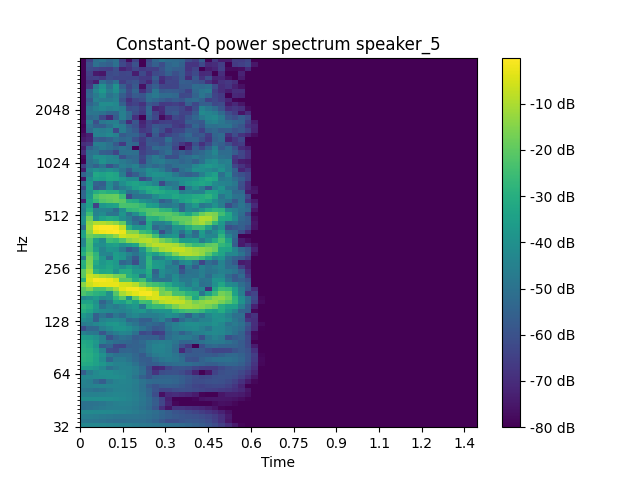 Constant-Q power spectrum speaker_5
Hz
2048
1024
512
256
128
64
32
0 0.15 0.3 0.45 0.6 0.75 0.9 1.1 1.2 1.4
Time
-10 dB
-20 dB
-30 dB
-40 dB
-50 dB
-60 dB
-70 dB
-80 dB